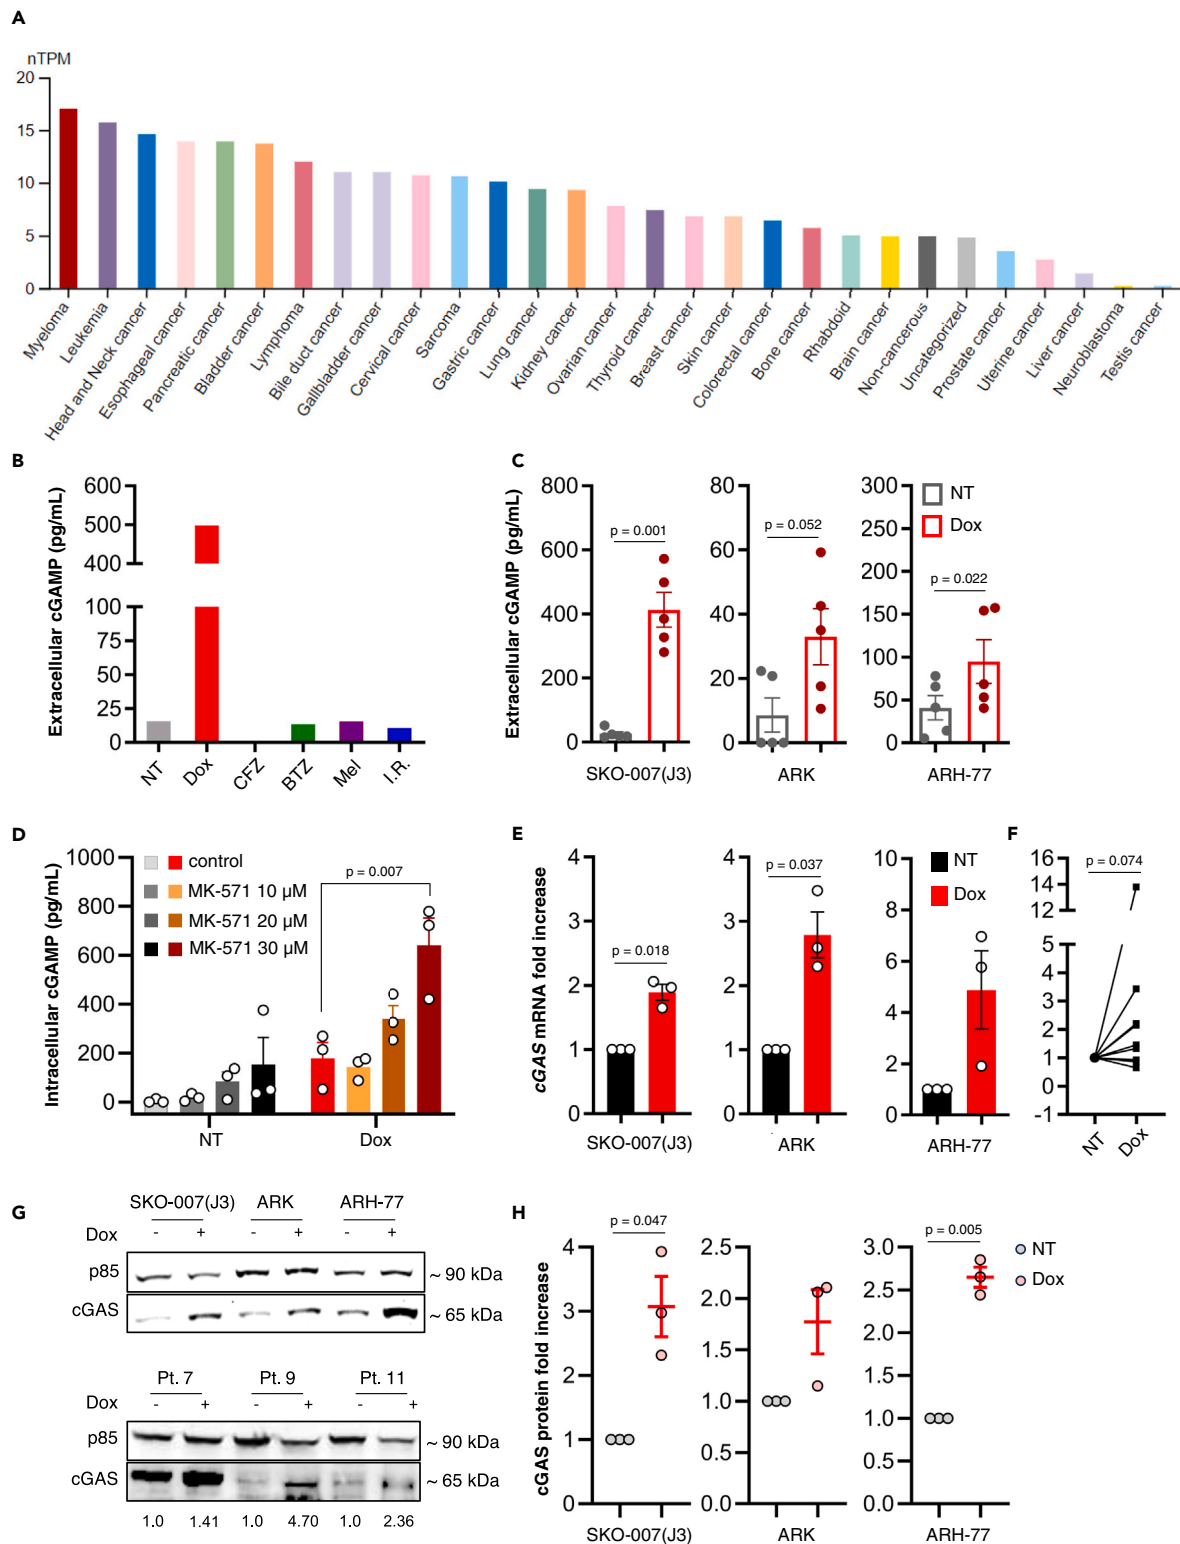 A
nTPM
20
15
10
5
0
Myeloma
Leukemia
Head and Neck cancer
Esophageal cancer
Pancreatic cancer
Bladder cancer
Lymphoma
Bile duct cancer
Gallbladder cancer
Cervical cancer
Sarcoma
Gastric cancer
Lung cancer
Kidney cancer
Ovarian cancer
Thyroid cancer
Breast cancer
Skin cancer
Colorectal cancer
Bone cancer
Rhabdoid
Brain cancer
Non-cancerous
Uncategorized
Prostate cancer
Uterine cancer
Liver cancer
Neuroblastoma
Testis cancer
B
Extracellular cGAMP (pg/mL)
600
500
400
100
75
50
25
0
NT
Dox
CFZ
BTZ
Mel
I.R.
C
Extracellular cGAMP (pg/mL)
800
600
400
200
0
p = 0.001
SKO-007(J3)
80
60
40
20
0
p = 0.052
ARK
300
250
200
150
100
50
0
NT
Dox
p = 0.022
ARH-77
D
Intracellular cGAMP (pg/mL)
1000
800
600
400
200
0
control
MK-571 10 µM
MK-571 20 µM
MK-571 30 µM
p = 0.007
NT
Dox
E
cGAS mRNA fold increase
4
3
2
1
0
p = 0.018
SKO-007(J3)
4
3
2
1
0
p = 0.037
ARK
10
8
6
4
2
0
NT
Dox
ARH-77
F
16
14
12
5
4
3
2
1
0
-1
p = 0.074
NT
Dox
G
SKO-007(J3) ARK ARH-77
Dox - + - + - +
p85 ~ 90 kDa
cGAS ~ 65 kDa
Pt. 7 Pt. 9 Pt. 11
Dox - + - + - +
p85 ~ 90 kDa
cGAS ~ 65 kDa
1.0 1.41 1.0 4.70 1.0 2.36
H
cGAS protein fold increase
4
3
2
1
0
p = 0.047
SKO-007(J3)
2.5
2.0
1.5
1.0
0.5
0.0
ARK
3.0
2.5
2.0
1.5
1.0
0.5
0.0
p = 0.005
NT
Dox
ARH-77